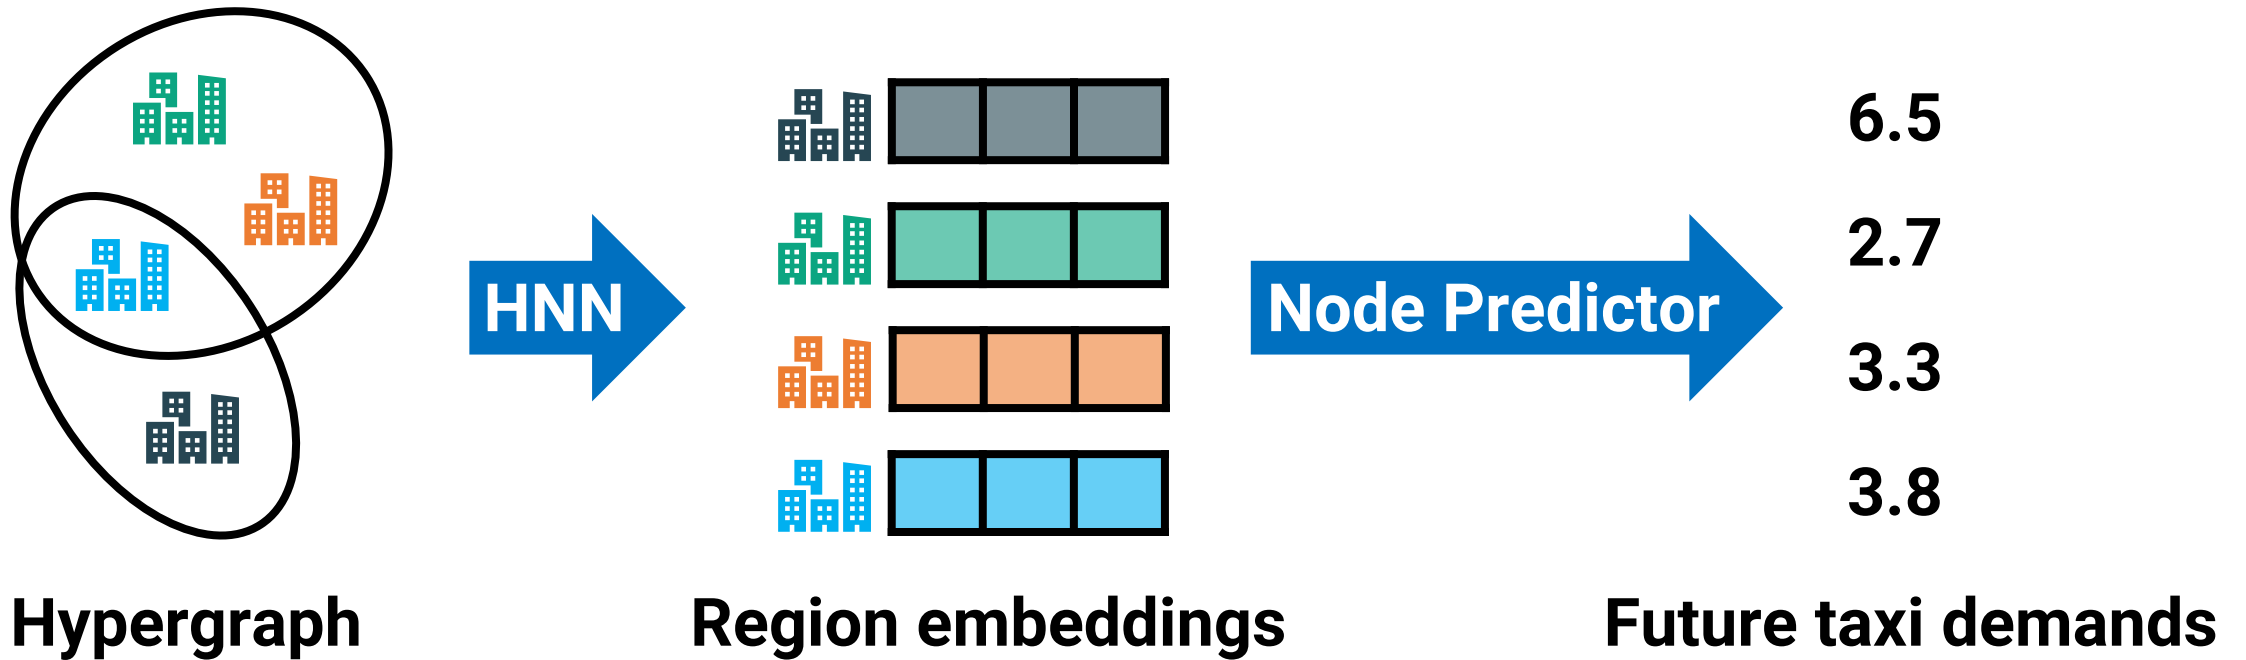 HNN
Node Predictor
6.5
2.7
3.3
3.8
Hypergraph
Region embeddings
Future taxi demands